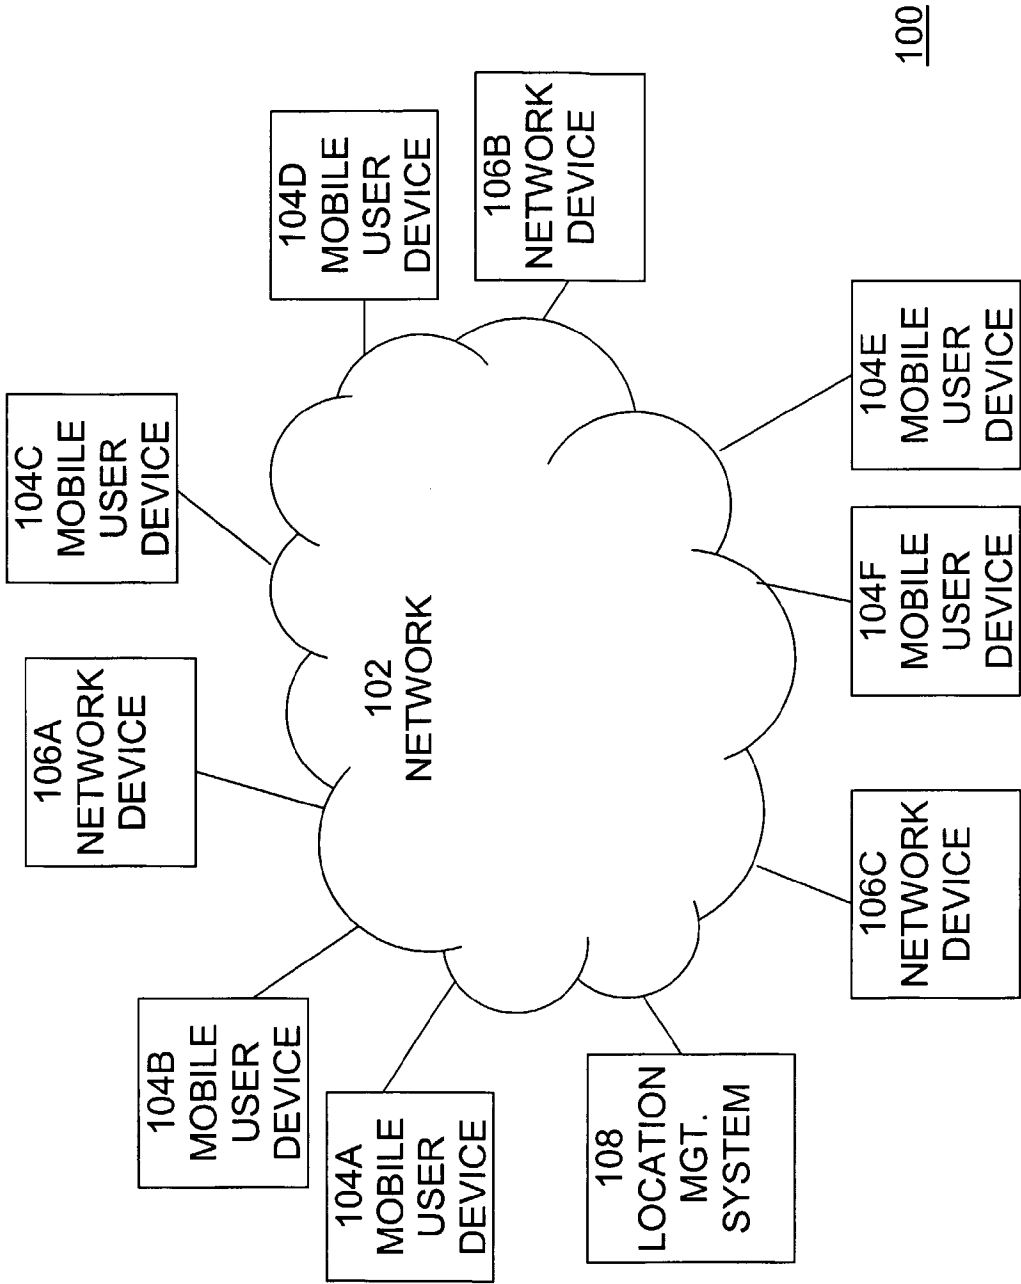 104A
MOBILE
USER
DEVICE
104B
MOBILE
USER
DEVICE
106A
NETWORK
DEVICE
104C
MOBILE
USER
DEVICE
104D
MOBILE
USER
DEVICE
106B
NETWORK
DEVICE
102
NETWORK
108
LOCATION
MGT.
SYSTEM
106C
NETWORK
DEVICE
104F
MOBILE
USER
DEVICE
104E
MOBILE
USER
DEVICE
100